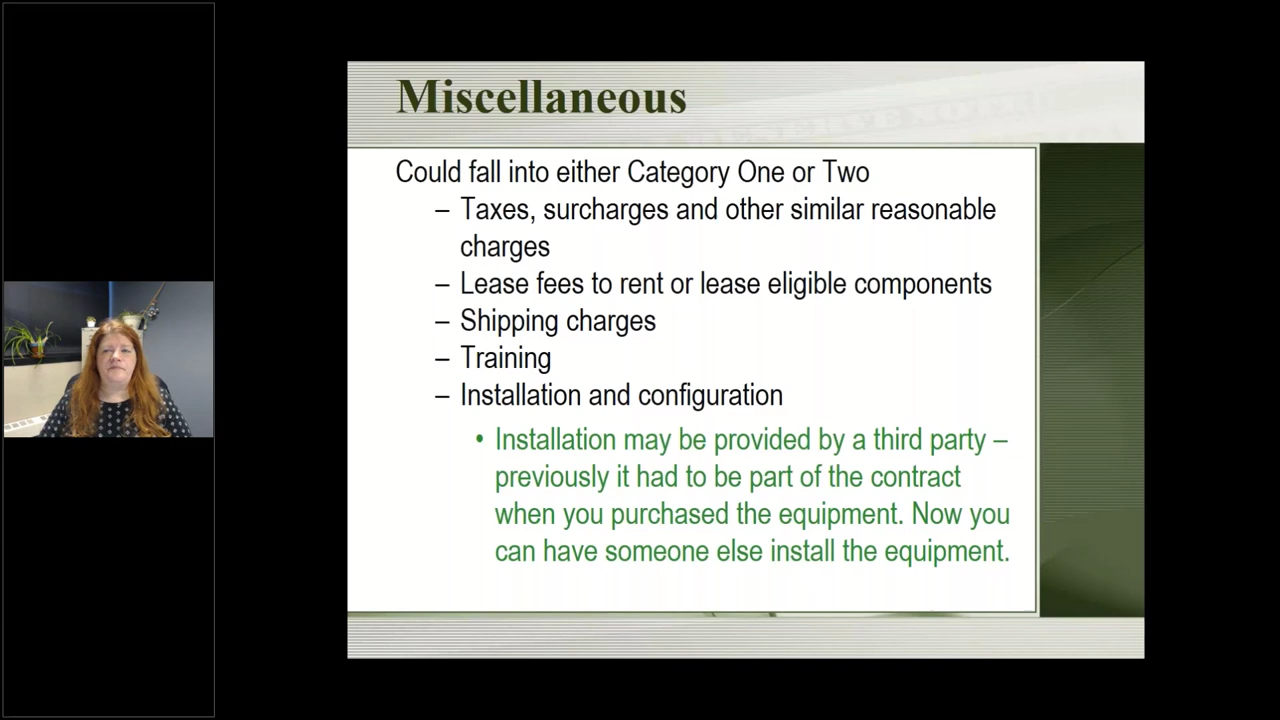 Miscellaneous
Could fall into either Category One or Two
– Taxes, surcharges and other similar reasonable
charges
– Lease fees to rent or lease eligible components
– Shipping charges
– Training
– Installation and configuration
• Installation may be provided by a third party –
previously it had to be part of the contract
when you purchased the equipment. Now you
can have someone else install the equipment.